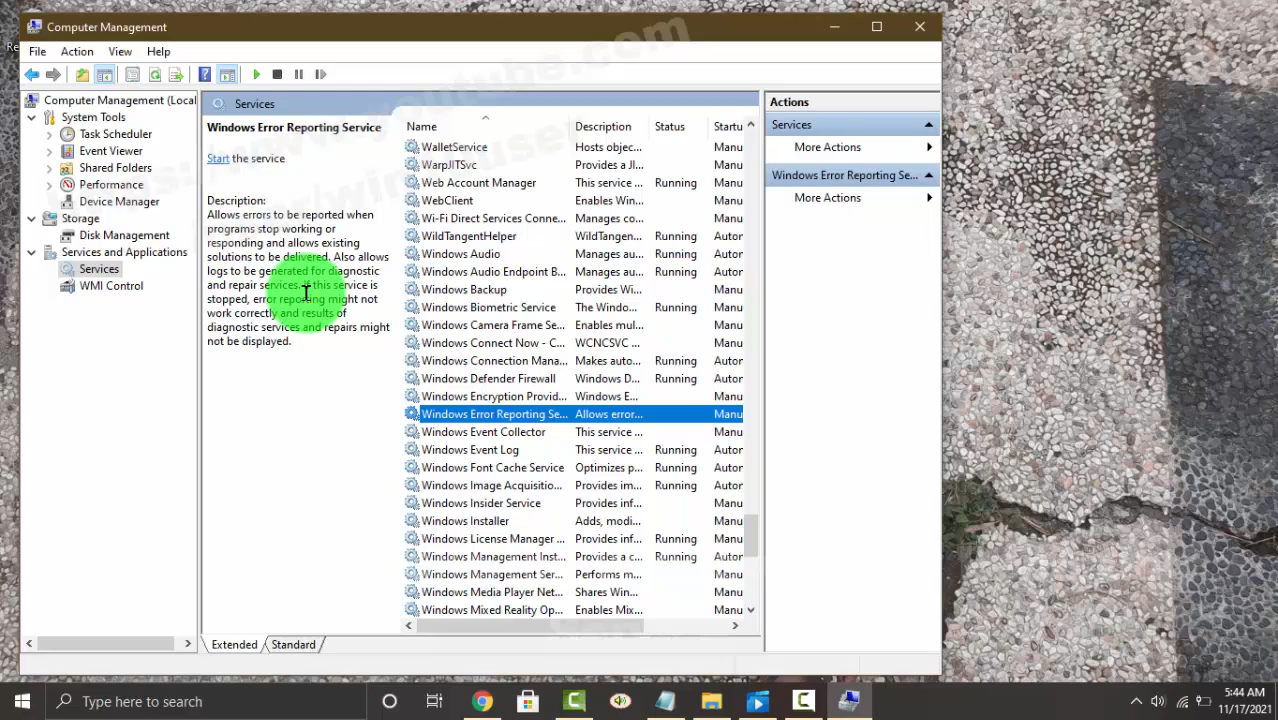 Computer Management
File Action View Help
Computer Management (Local
System Tools
Task Scheduler
Event Viewer
Shared Folders
Performance
Device Manager
Storage
Disk Management
Services and Applications
Services
WMI Control
Services
Windows Error Reporting Service
Start the service
Description:
Allows errors to be reported when
programs stop working or
responding and allows existing
solutions to be delivered. Also allows
logs to be generated for diagnostic
and repair services. If this service is
stopped, error reporting might not
work correctly and results of
diagnostic services and repairs might
not be displayed.
Name Description Status Startu
WalletService Hosts objec... Manu
WarpJITSvc Provides a JI... Manu
Web Account Manager This service ... Running Manu
WebClient Represents Manu
Wi-Fi Direct Services Conne... Manages co... Manu
WildTangentHelper WildTangen... Running Autor
Windows Audio Manages au... Running Autor
Windows Audio Endpoint B... Manages au... Running Autor
Windows Backup Provides Wi... Manu
Windows Biometric Service The Windo... Running Autor
Windows Camera Frame Se... Enables mul... Manu
Windows Connect Now - C... WCNCSVC ... Manu
Windows Connection Mana... Makes auto... Running Autor
Windows Defender Firewall Windows D... Running Autor
Windows Encryption Provid... Windows E... Manu
Windows Error Reporting Se... Allows error... Manu
Windows Event Collector This service ... Manu
Windows Event Log This service ... Running Autor
Windows Font Cache Service Optimizes p... Running Autor
Windows Image Acquisitio... Provides im... Running Autor
Windows Insider Service Provides inf... Manu
Windows Installer Adds, modi... Manu
Windows License Manager ... Provides inf... Running Manu
Windows Management Inst... Provides a c... Running Autor
Windows Management Ser... Performs m... Manu
Windows Media Player Net... Shares Win... Manu
Windows Mixed Reality Op... Enables Mix... Manu
Extended Standard
Actions
Services
More Actions
Windows Error Reporting Se...
More Actions
Type here to search
5:44 AM
11/17/2021